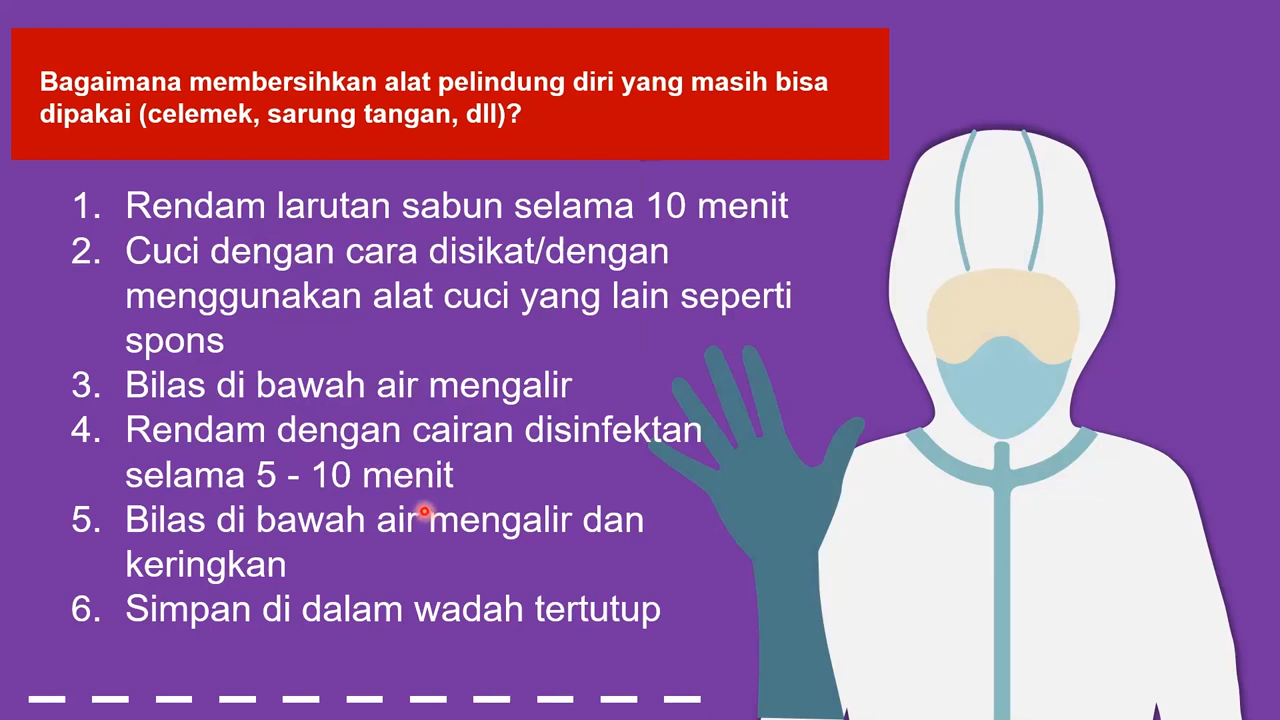 Bagaimana membersihkan alat pelindung diri yang masih bisa
dipakai (celemek, sarung tangan, dll)?
1. Rendam larutan sabun selama 10 menit
2. Cuci dengan cara disikat/dengan
menggunakan alat cuci yang lain seperti
spons
3. Bilas di bawah air mengalir
4. Rendam dengan cairan disinfektan
selama 5 - 10 menit
5. Bilas di bawah air mengalir dan
keringkan
6. Simpan di dalam wadah tertutup